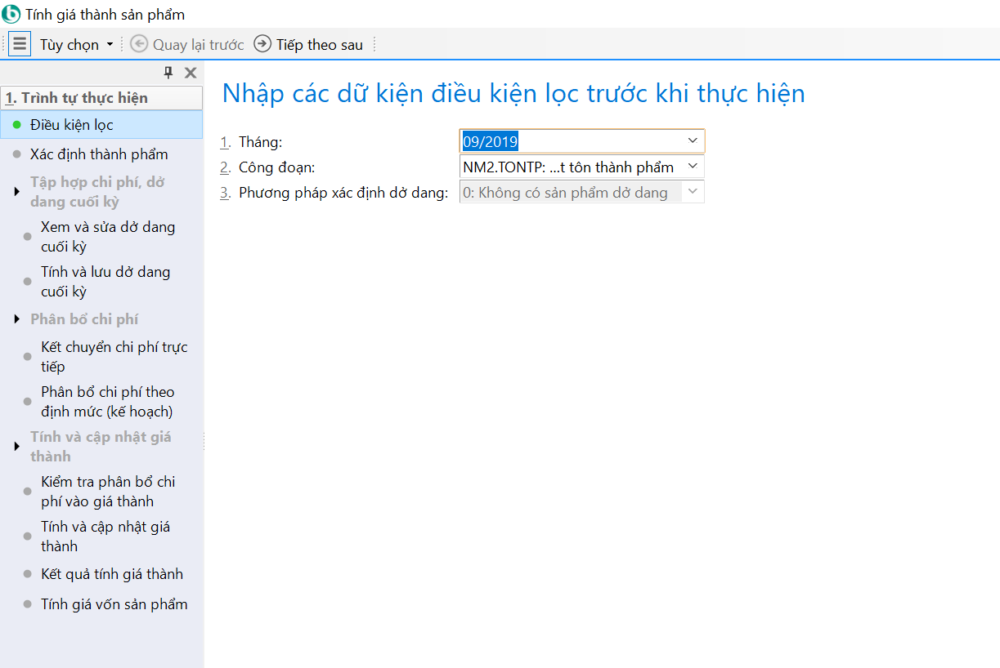 Tính giá thành sản phẩm
Tùy chọn
Quay lại trước
Tiếp theo sau
1. Trình tự thực hiện
Điều kiện lọc
Xác định thành phẩm
Tập hợp chi phí, dở
dang cuối kỳ
Xem và sửa dở dang
cuối kỳ
Tính và lưu dở dang
cuối kỳ
Phân bổ chi phí
Kết chuyển chi phí trực
tiếp
Phân bổ chi phí theo
định mức (kế hoạch)
Tính và cập nhật giá
thành
Kiểm tra phân bổ chi
phí vào giá thành
Tính và cập nhật giá
thành
Kết quả tính giá thành
Tính giá vốn sản phẩm
Nhập các dữ kiện điều kiện lọc trước khi thực hiện
1. Tháng: 09/2019
2. Công đoạn: NM2.TONTP: ...t tôn thành phẩm
3. Phương pháp xác định dở dang: 0: Không có sản phẩm dở dang